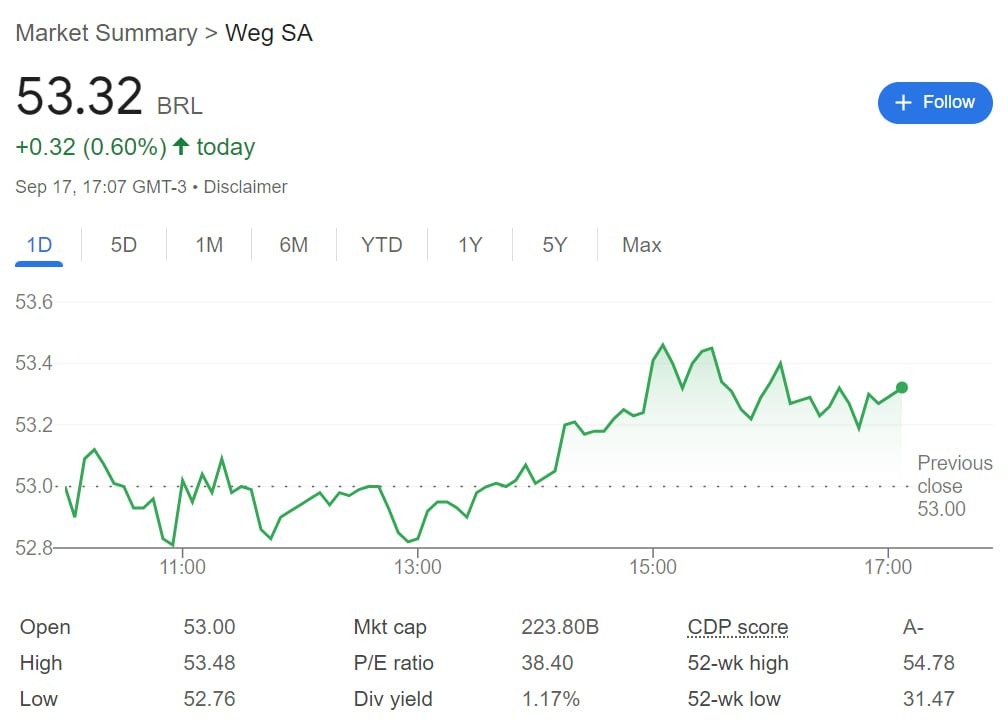 Market Summary > Weg SA
53.32 BRL
+ Follow
+0.32 (0.60%) ↑ today
Sep 17, 17:07 GMT-3 • Disclaimer
1D 5D 1M 6M YTD 1Y 5Y Max
53.6
53.4
53.2
53.0
52.8
Previous
close
53.00
11:00 13:00 15:00 17:00
Open 53.00 Mkt cap 223.80B CDP score A-
High 53.48 P/E ratio 38.40 52-wk high 54.78
Low 52.76 Div yield 1.17% 52-wk low 31.47